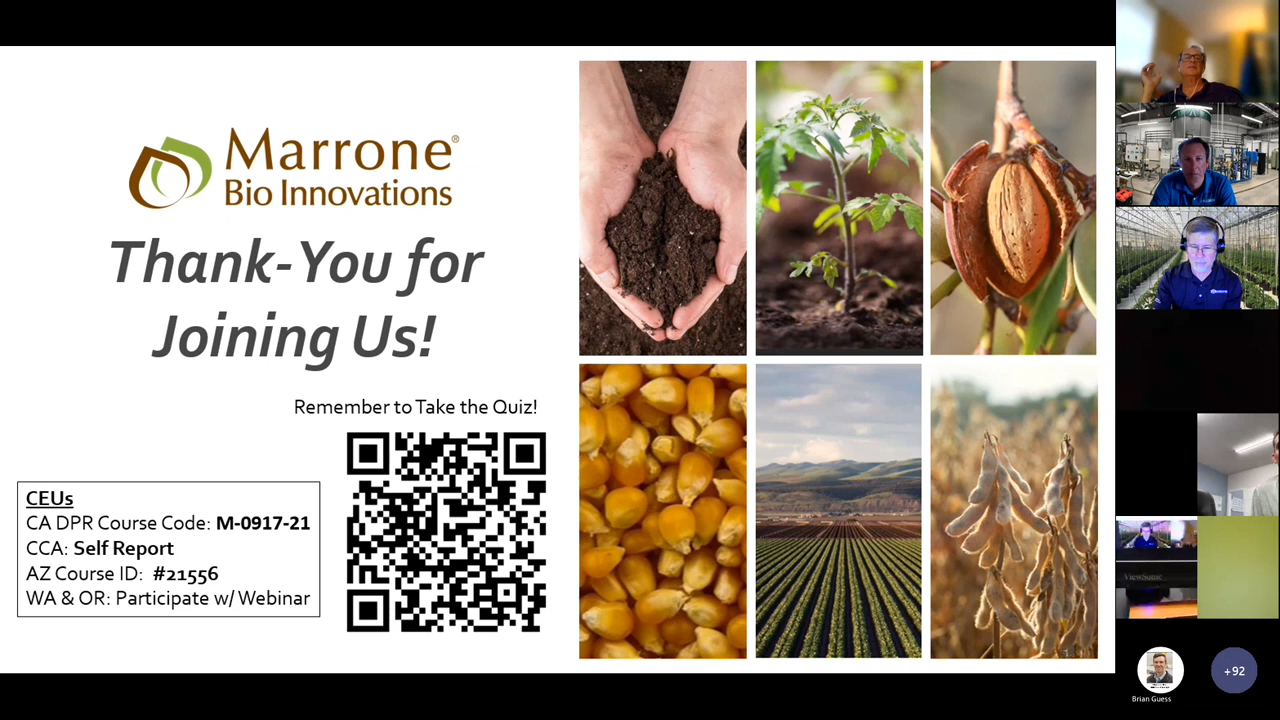 Marrone®
Bio Innovations
Thank-You for
Joining Us!
Remember to Take the Quiz!
CEUs
CA DPR Course Code: M-0917-21
CCA: Self Report
AZ Course ID: #21556
WA & OR: Participate w/ Webinar
ViewSonic
Brian Guess
+92